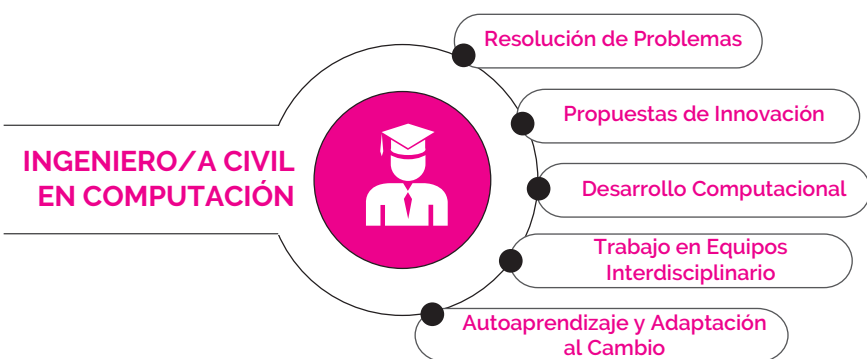 INGENIERO/A CIVIL
EN COMPUTACIÓN
Resolución de Problemas
Propuestas de Innovación
Desarrollo Computacional
Trabajo en Equipos
Interdisciplinario
Autoaprendizaje y Adaptación
al Cambio